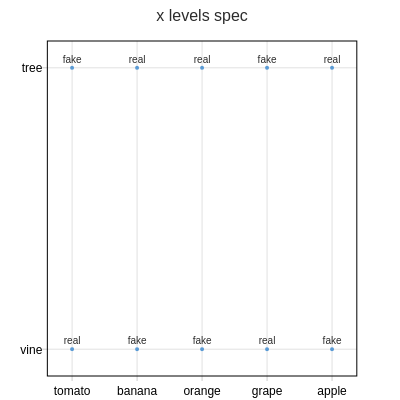 x levels spec
fake real real fake real
tree
real fake fake real fake
vine
tomato banana orange grape apple